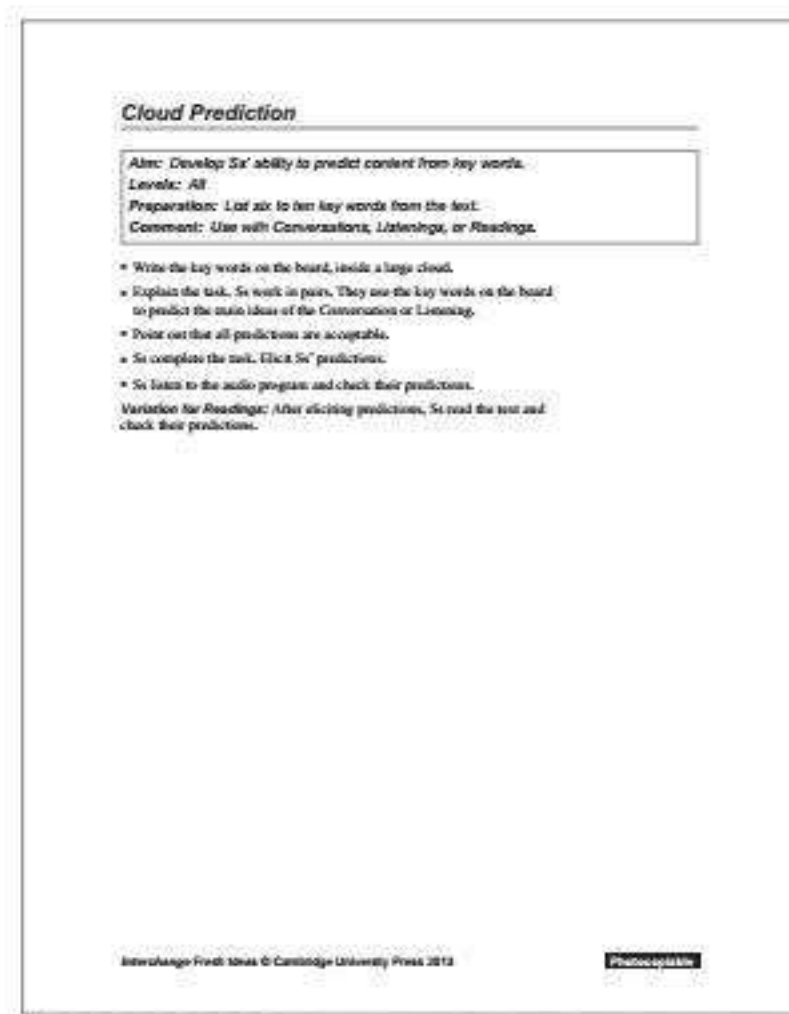 Cloud Prediction
Aim: Develop Ss' ability to predict content from key words.
Levels: All
Preparation: List six to ten key words from the text.
Comment: Use with Conversations, Listenings, or Readings.
• Write the key words on the board, inside a large cloud.
• Explain the task. Ss work in pairs. They use the key words on the board
to predict the main ideas of the Conversation or Listening.
• Point out that all predictions are acceptable.
• Ss complete the task. Elicit Ss' predictions.
• Ss listen to the audio program and check their predictions.
Variation for Readings: After eliciting predictions, Ss read the text and
check their predictions.
Interchange Fresh Ideas © Cambridge University Press 2013
Photocopiable